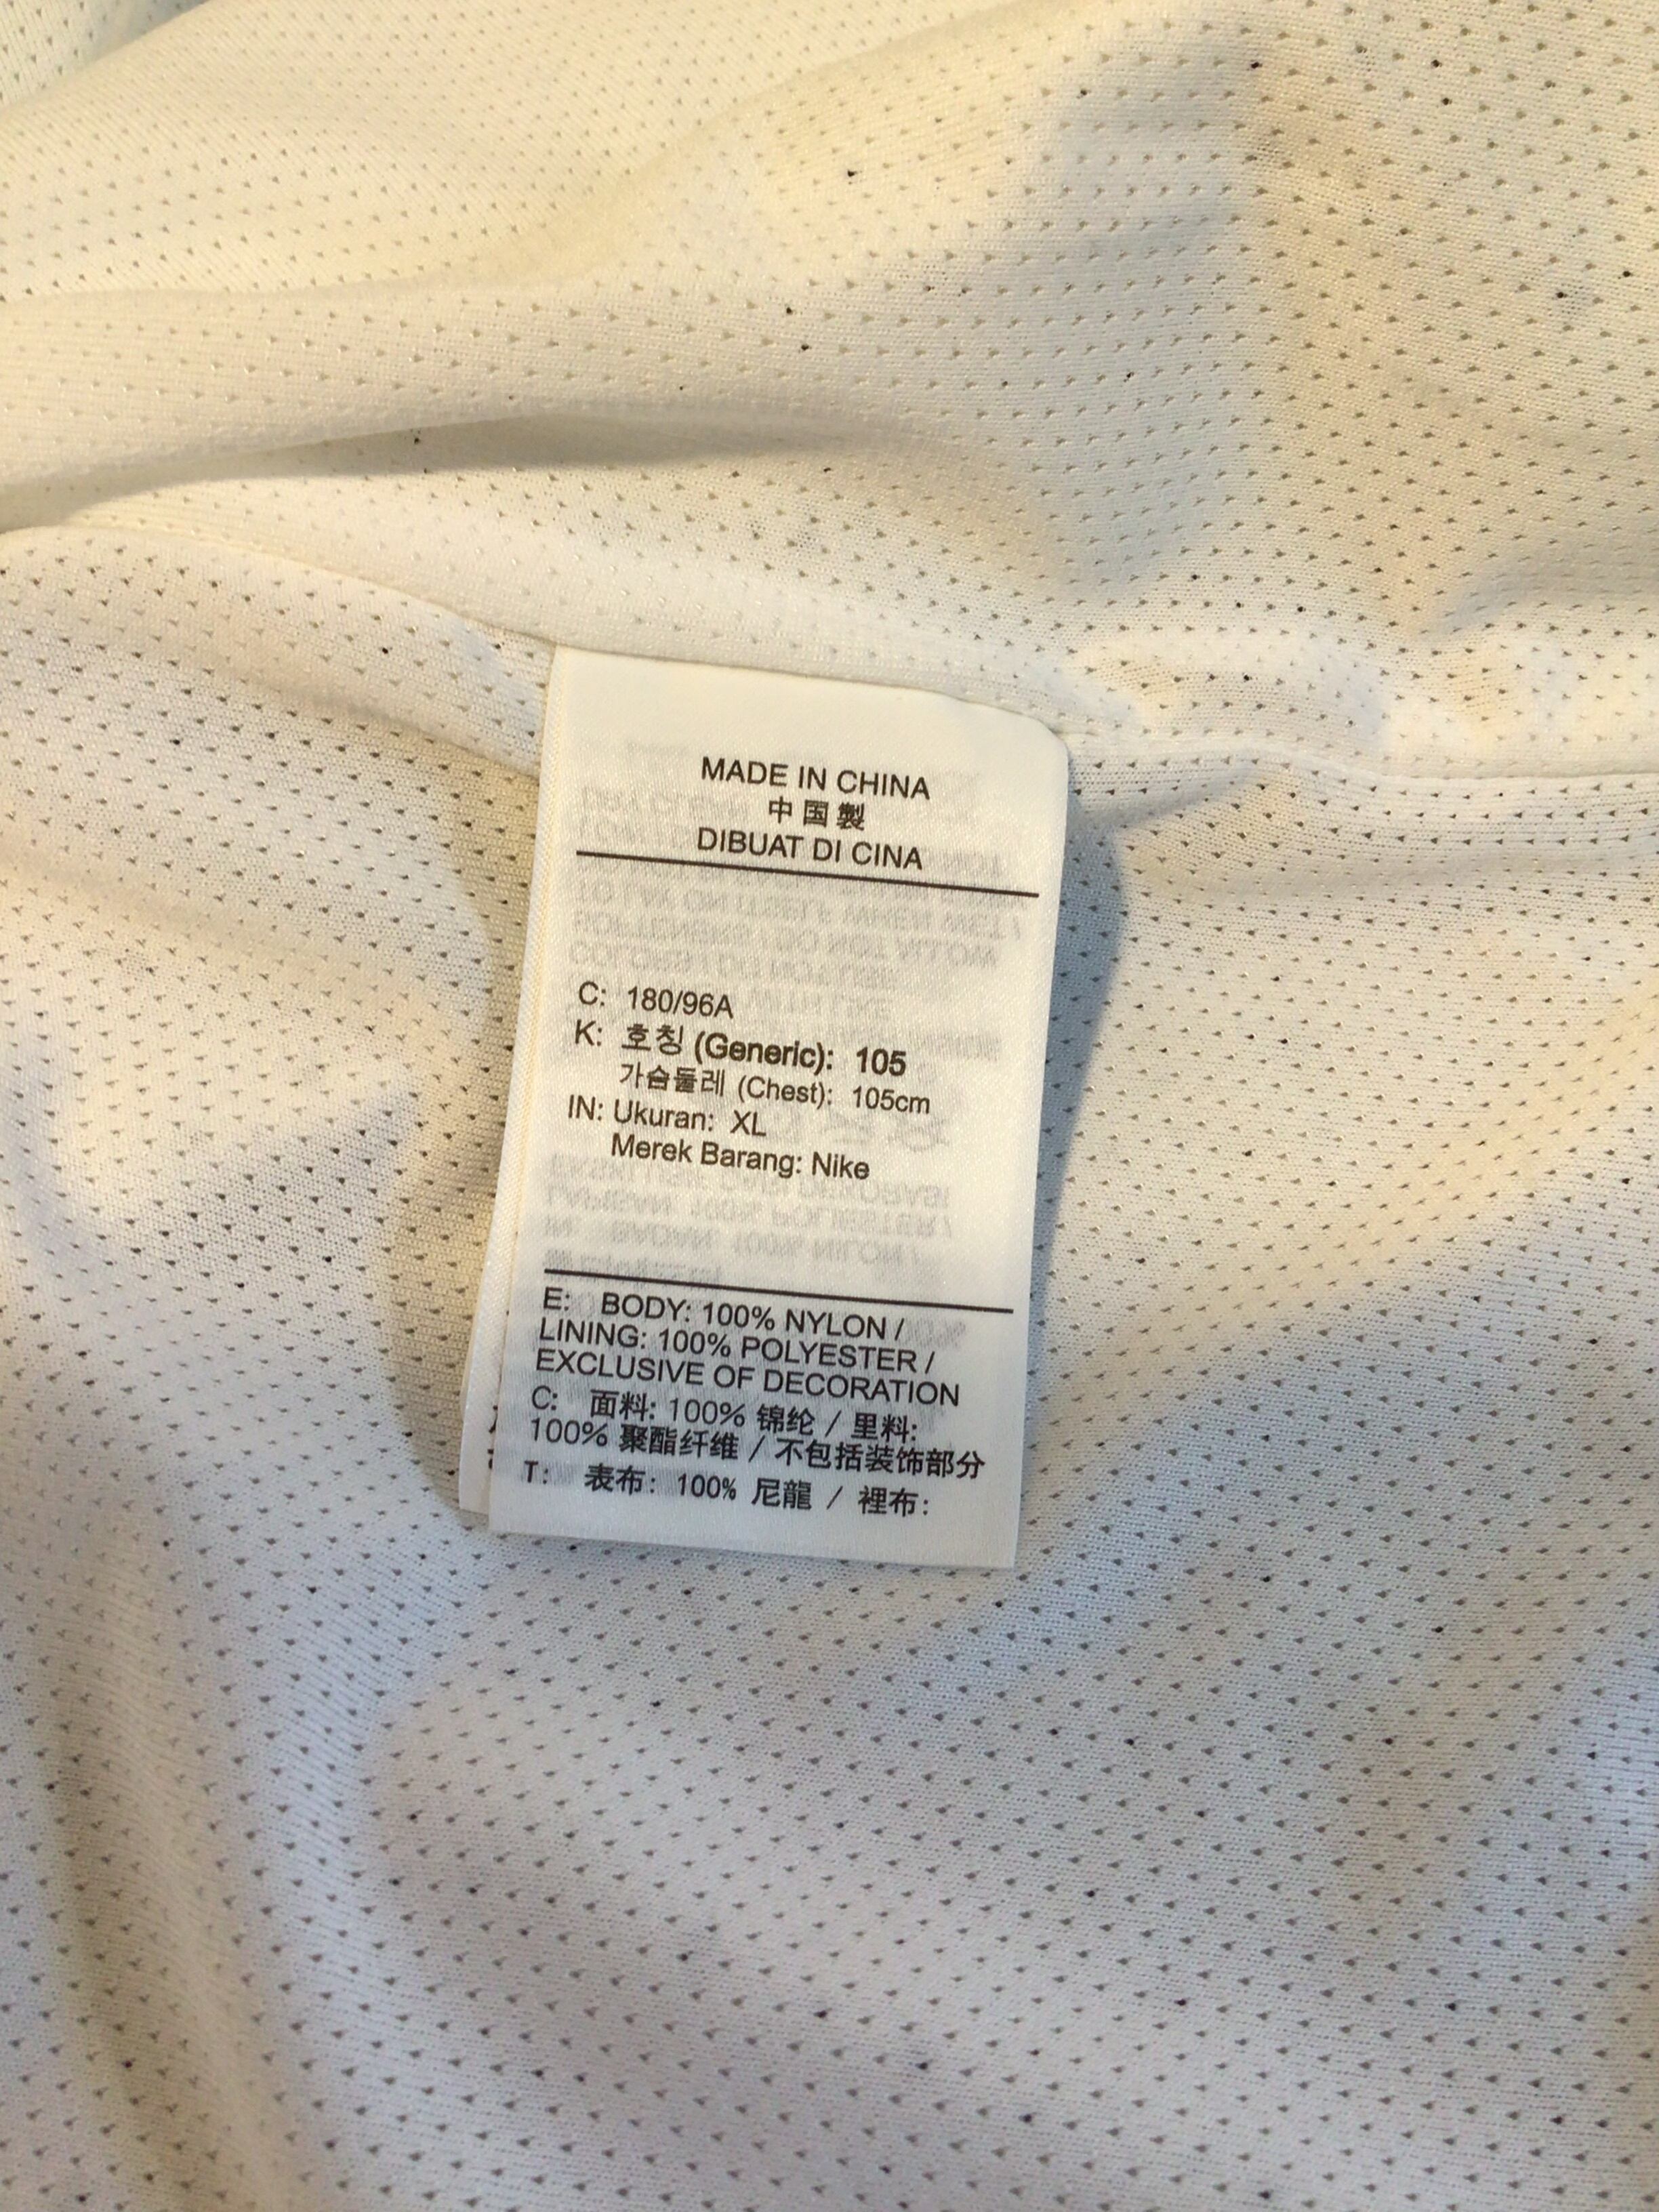 MADE IN CHINA
中国製
DIBUAT DI CINA
C: 180/96A
K: 호칭 (Generic): 105
가슴둘레 (Chest): 105cm
IN: Ukuran: XL
Merek Barang: Nike
E: BODY: 100% NYLON /
LINING: 100% POLYESTER /
EXCLUSIVE OF DECORATION
C: 面料: 100% 锦纶 / 里料:
100% 聚酯纤维 / 不包括装饰部分
T: 表布: 100% 尼龍 / 裡布: